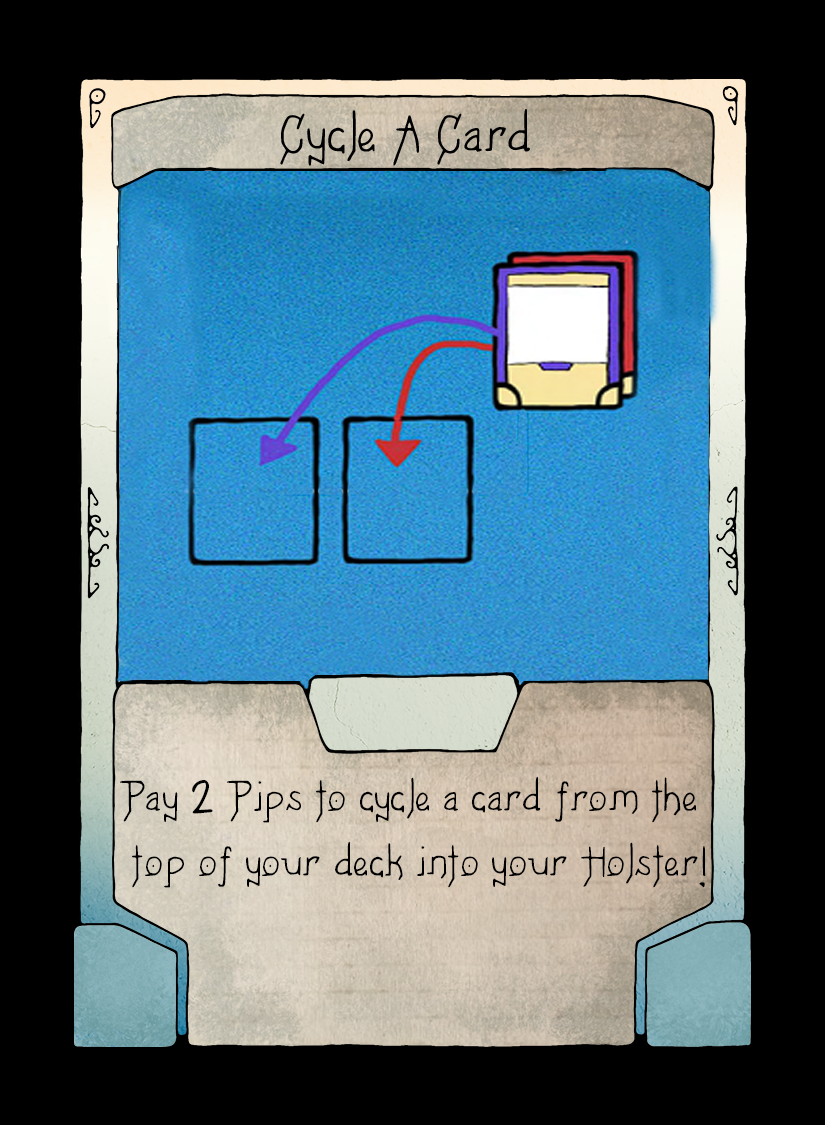 Cycle A Card
Pay 2 Pips to cycle a card from the
top of your deck into your Holster!